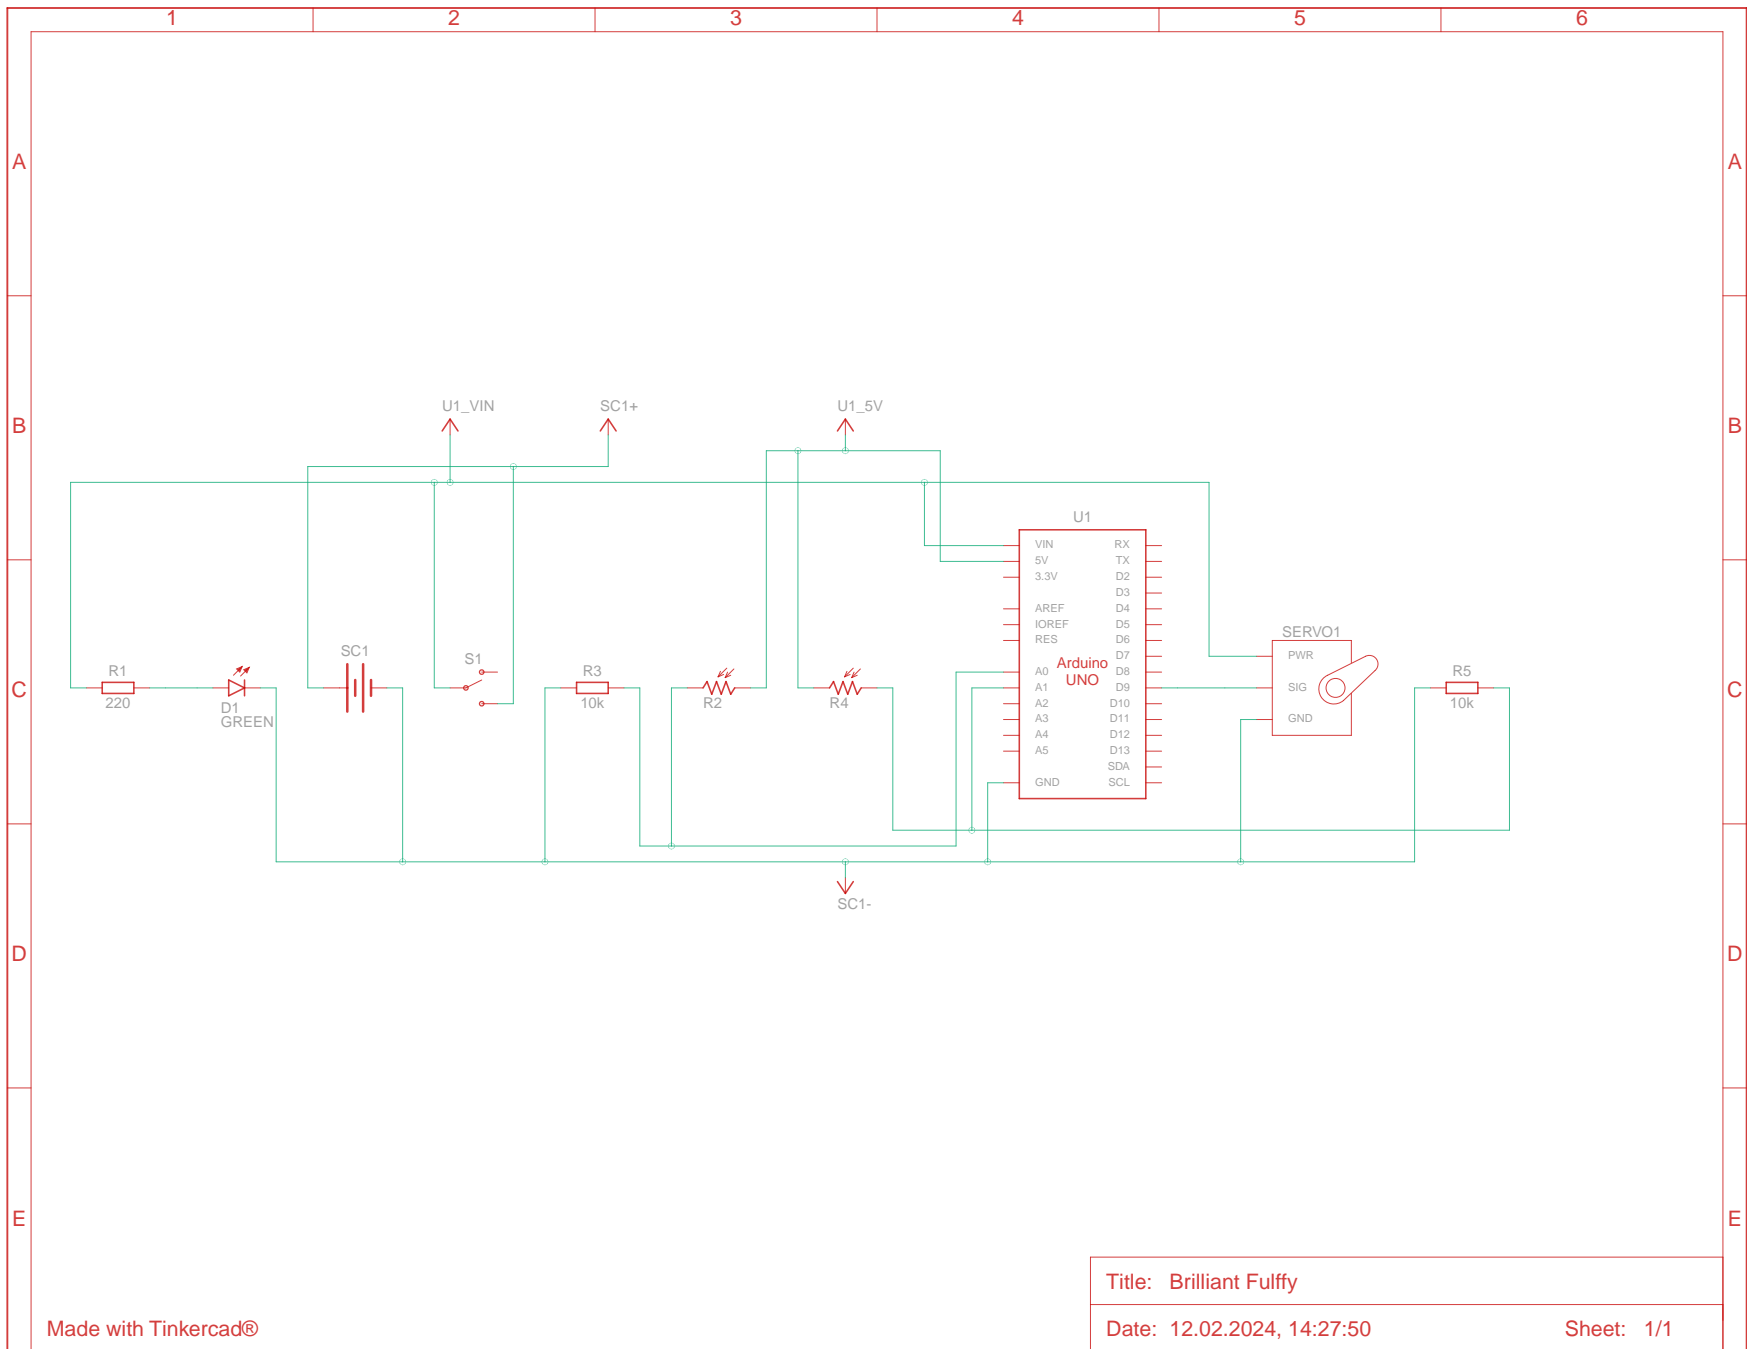 1 2 3 4 5 6
A A
U1_VIN SC1+ U1_5V
B B
U1
VIN RX
5V TX
3.3V D2
D3
AREF D4
IOREF D5
RES D6
D7
A0 D8
A1 D9
A2 D10
A3 D11
A4 D12
A5 D13
SDA
GND SCL
Arduino
UNO
SERVO1
PWR
SIG
GND
R1
220
D1
GREEN
SC1
S1
R3
10k
R2
R4
R5
10k
C C
SC1-
D D
E E
Title: Brilliant Fulffy
Made with Tinkercad®
Date: 12.02.2024, 14:27:50 Sheet: 1/1